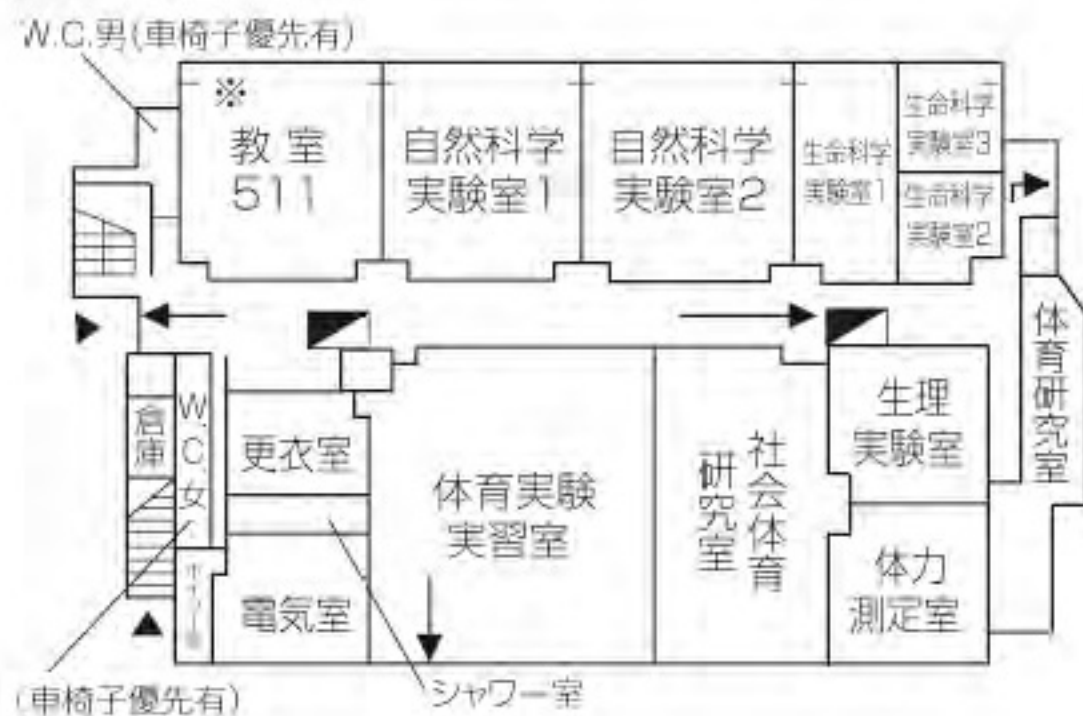 W.C.男(車椅子優先有)
※
教室
511
自然科学
実験室1
自然科学
実験室2
生命科学
実験室1
生命科学
実験室3
生命科学
実験室2
体育研究室
倉庫
W.C.女
更衣室
電気室
体育実験
実習室
社会体育
研究室
生理
実験室
体力
測定室
(車椅子優先有)
シャワー室